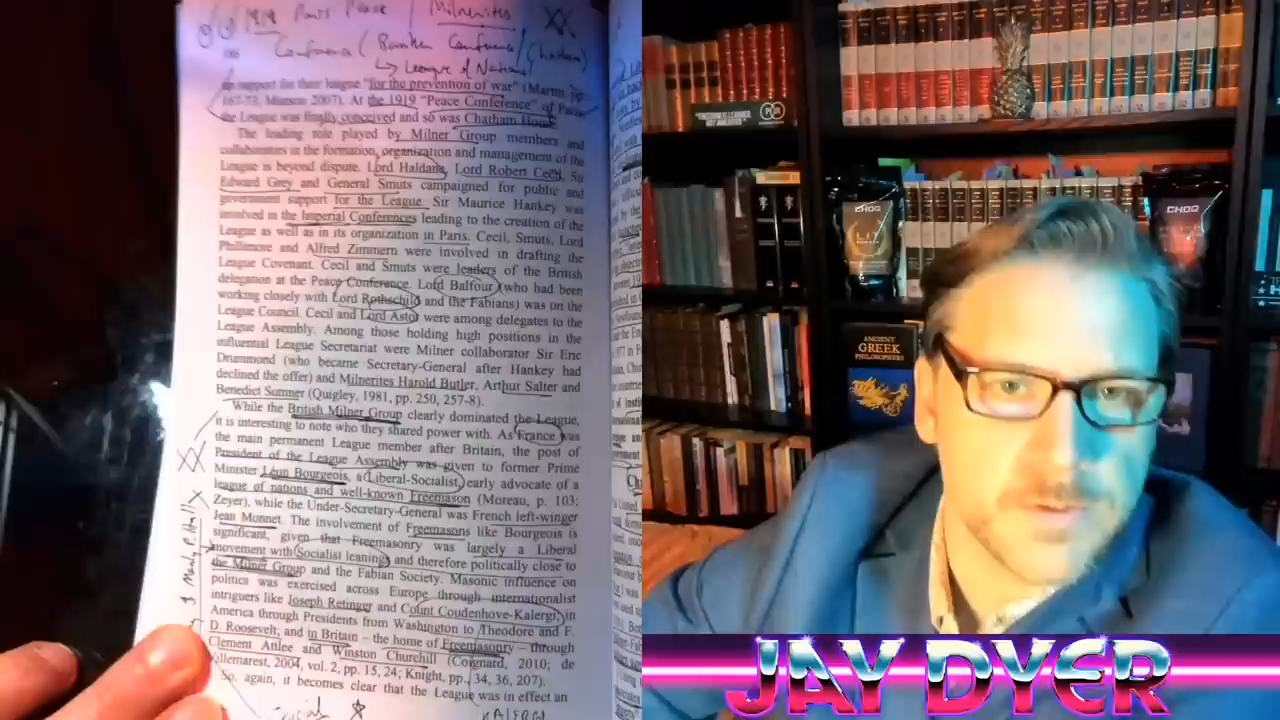 1919 Paris Peace / Milnerites
Conference ( Conference / Chatham)
↳ League of Nations
support for their league "for the prevention of war" (Martin, pp.
167-73; Manson 2007). At the 1919 "Peace Conference" of Paris
the League was finally conceived and so was Chatham House.
The leading role played by Milner Group members and
collaborators in the formation, organization and management of the
League is beyond dispute. Lord Haldane, Lord Robert Cecil, Sir
Edward Grey and General Smuts campaigned for public and
government support for the League. Sir Maurice Hankey was
involved in the Imperial Conferences leading to the creation of the
League as well as in its organization in Paris. Cecil, Smuts, Lord
Phillimore and Alfred Zimmern were involved in drafting the
League Covenant. Cecil and Smuts were leaders of the British
delegation at the Peace Conference. Lord Balfour (who had been
working closely with Lord Rothschild and the Fabians) was on the
League Council. Cecil and Lord Astor were among delegates to the
League Assembly. Among those holding high positions in the
influential League Secretariat were Milner collaborator Sir Eric
Drummond (who became Secretary-General after Hankey had
declined the offer) and Milnerites Harold Butler, Arthur Salter and
Benedict Sumner (Quigley, 1981, pp. 250, 257-8).
While the British Milner Group clearly dominated the League,
it is interesting to note who they shared power with. As France was
the main permanent League member after Britain, the post of
President of the League Assembly was given to former Prime
Minister Léon Bourgeois, a Liberal-Socialist, early advocate of a
league of nations and well-known Freemason (Moreau, p. 103;
Zeyer), while the Under-Secretary-General was French left-winger
Jean Monnet. The involvement of Freemasons like Bourgeois is
significant, given that Freemasonry was largely a Liberal
movement with Socialist leanings and therefore politically close to
the Milner Group and the Fabian Society. Masonic influence on
politics was exercised across Europe through internationalist
intriguers like Joseph Retinger and Count Coudenhove-Kalergi; in
America through Presidents from Washington to Theodore and F.
D. Roosevelt; and in Britain – the home of Freemasonry – through
Clement Attlee and Winston Churchill (Coignard, 2010; de
Villemarest, 2004, vol. 2, pp. 15, 24; Knight, pp. 34, 36, 207).
So, again, it becomes clear that the League was in effect an
Manly P. Hall
CHOQ
CHOQ
ANCIENT
GREEK
PHILOSOPHERS
JAY DYER